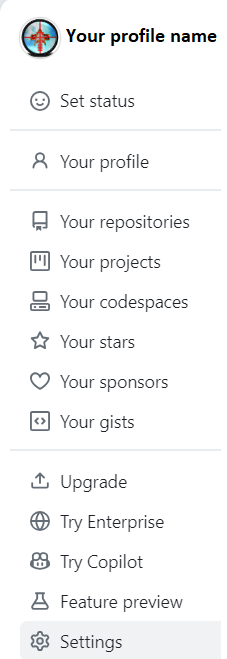 Your profile name
Set status
Your profile
Your repositories
Your projects
Your codespaces
Your stars
Your sponsors
Your gists
Upgrade
Try Enterprise
Try Copilot
Feature preview
Settings